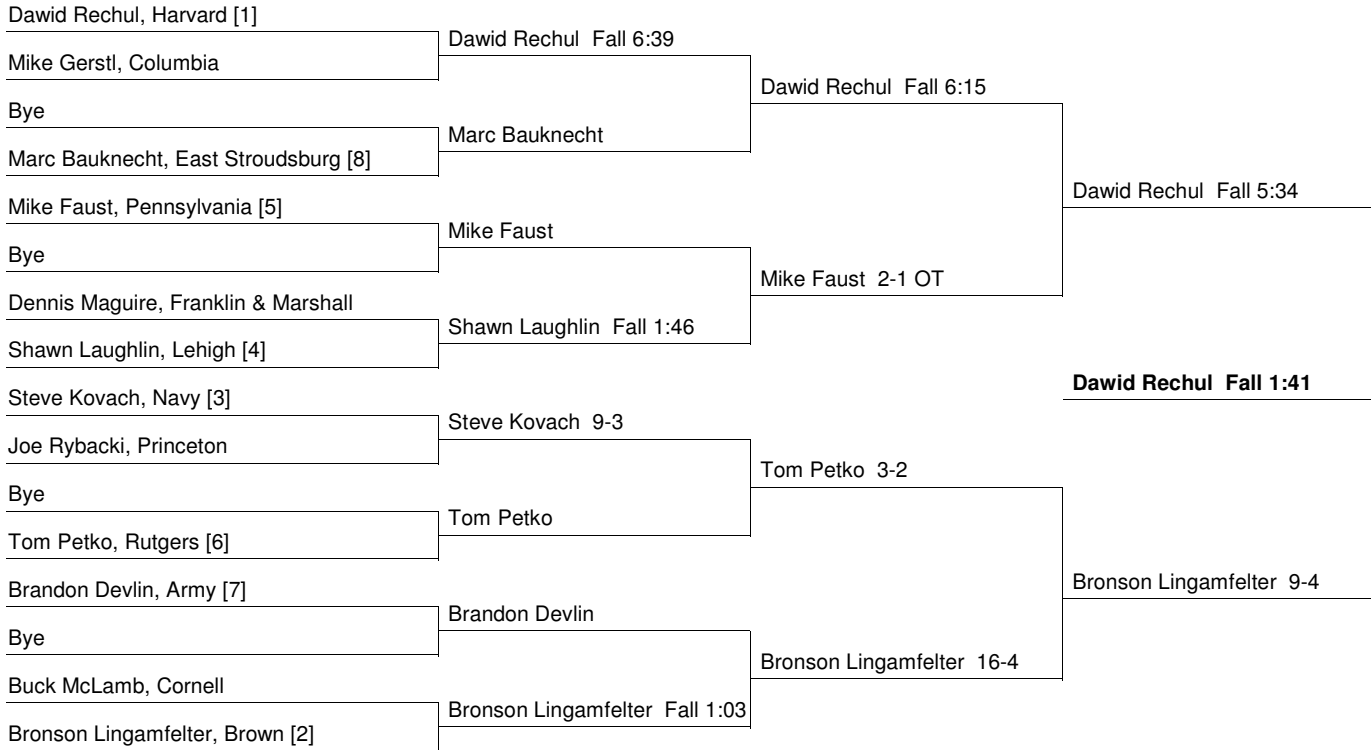 Dawid Rechul, Harvard [1]
Mike Gerstl, Columbia
Bye
Marc Bauknecht, East Stroudsburg [8]
Mike Faust, Pennsylvania [5]
Bye
Dennis Maguire, Franklin & Marshall
Shawn Laughlin, Lehigh [4]
Steve Kovach, Navy [3]
Joe Rybacki, Princeton
Bye
Tom Petko, Rutgers [6]
Brandon Devlin, Army [7]
Bye
Buck McLamb, Cornell
Bronson Lingamfelter, Brown [2]
Dawid Rechul Fall 6:39
Marc Bauknecht
Mike Faust
Shawn Laughlin Fall 1:46
Steve Kovach 9-3
Tom Petko
Brandon Devlin
Bronson Lingamfelter Fall 1:03
Dawid Rechul Fall 6:15
Mike Faust 2-1 OT
Tom Petko 3-2
Bronson Lingamfelter 16-4
Dawid Rechul Fall 5:34
Dawid Rechul Fall 1:41
Bronson Lingamfelter 9-4